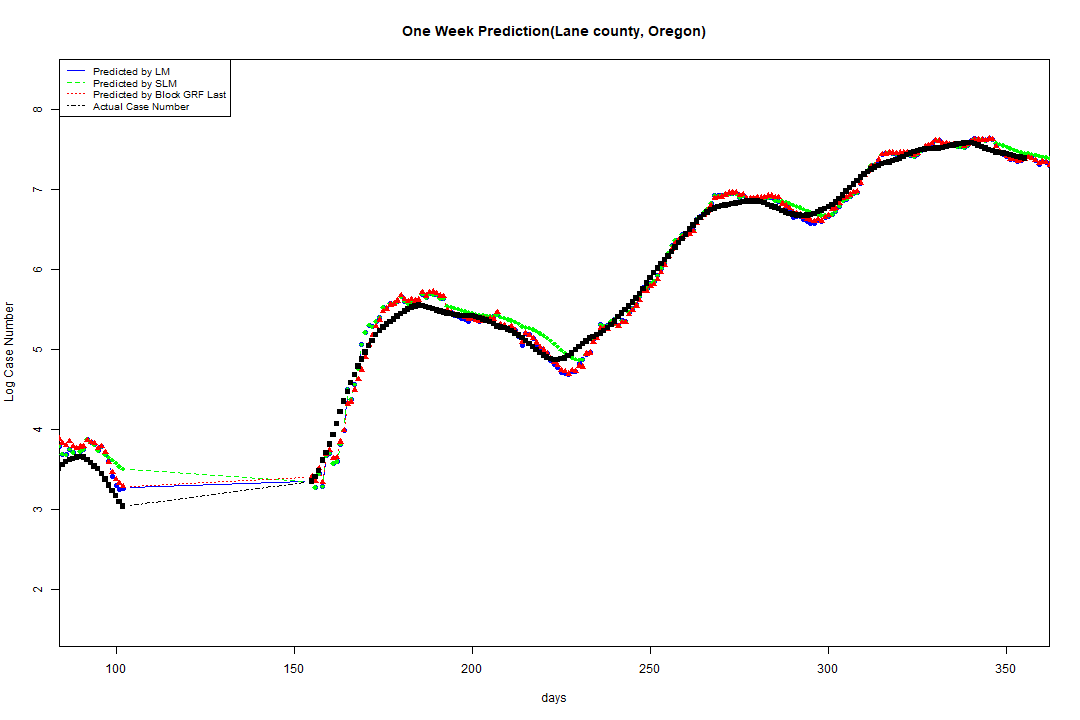 One Week Prediction(Lane county, Oregon)
Predicted by LM
Predicted by SLM
Predicted by Block GRF Last
Actual Case Number
8
7
6
5
4
3
2
Log Case Number
100 150 200 250 300 350
days